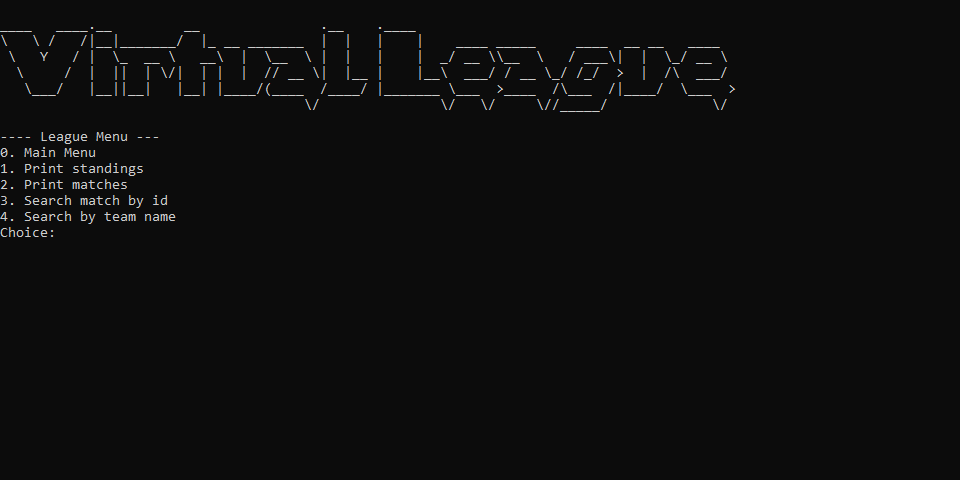 Virtual League
---- League Menu ---
0. Main Menu
1. Print standings
2. Print matches
3. Search match by id
4. Search by team name
Choice: